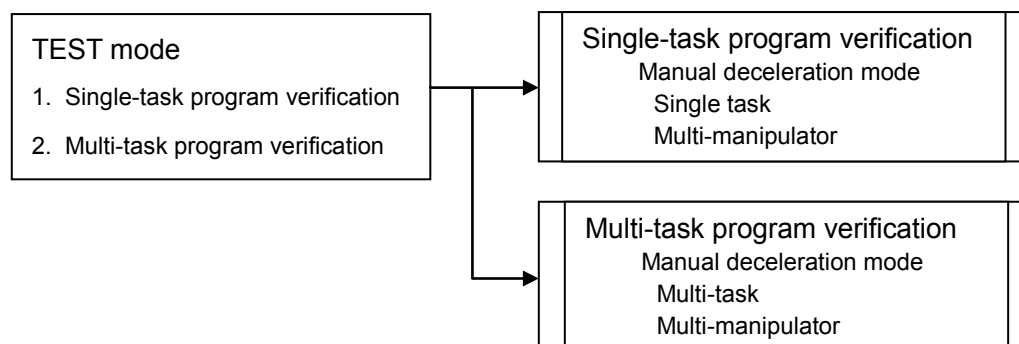 TEST mode
1. Single-task program verification
2. Multi-task program verification
Single-task program verification
Manual deceleration mode
Single task
Multi-manipulator
Multi-task program verification
Manual deceleration mode
Multi-task
Multi-manipulator